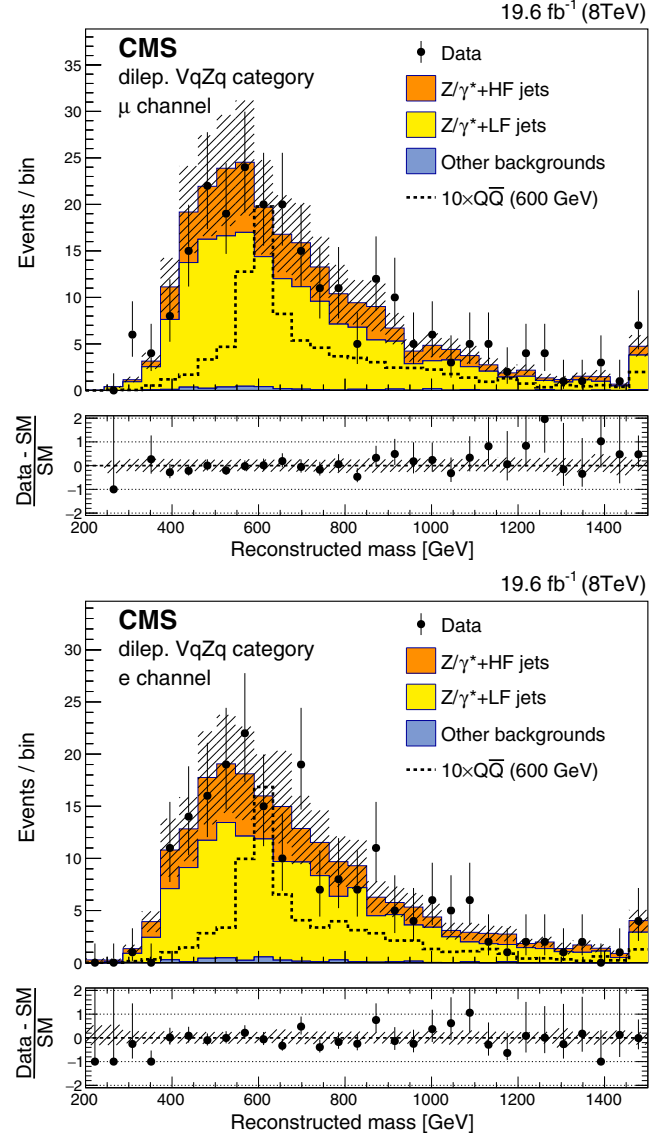 19.6 fb⁻¹ (8TeV)
CMS
dilep. VqZq category
μ channel
Data
Z/γ*+HF jets
Z/γ*+LF jets
Other backgrounds
10×QQ̅ (600 GeV)
Events / bin
35
30
25
20
15
10
5
0
Data - SM
SM
2
1
0
−1
−2
200 400 600 800 1000 1200 1400
Reconstructed mass [GeV]
19.6 fb⁻¹ (8TeV)
CMS
dilep. VqZq category
e channel
Data
Z/γ*+HF jets
Z/γ*+LF jets
Other backgrounds
10×QQ̅ (600 GeV)
Events / bin
30
25
20
15
10
5
0
Data - SM
SM
2
1
0
−1
−2
200 400 600 800 1000 1200 1400
Reconstructed mass [GeV]